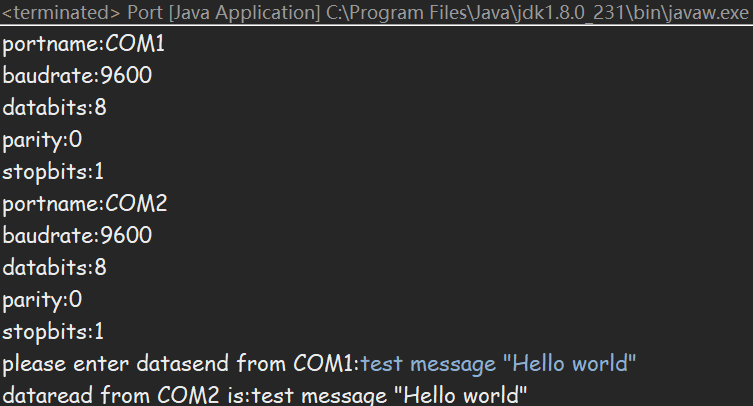 <terminated> Port [Java Application] C:\Program Files\Java\jdk1.8.0_231\bin\javaw.exe
portname:COM1
baudrate:9600
databits:8
parity:0
stopbits:1
portname:COM2
baudrate:9600
databits:8
parity:0
stopbits:1
please enter datasend from COM1:test message "Hello world"
dataread from COM2 is:test message "Hello world"